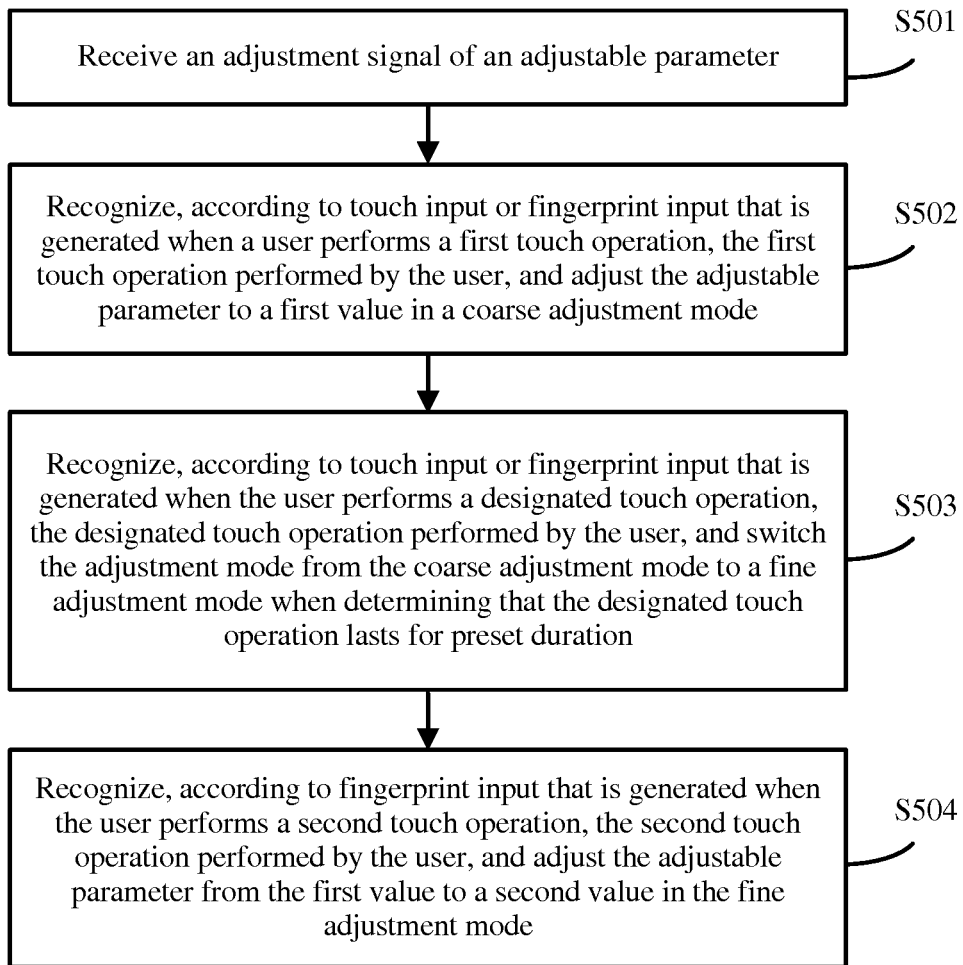 S501
Receive an adjustment signal of an adjustable parameter
S502
Recognize, according to touch input or fingerprint input that is
generated when a user performs a first touch operation, the first
touch operation performed by the user, and adjust the adjustable
parameter to a first value in a coarse adjustment mode
S503
Recognize, according to touch input or fingerprint input that is
generated when the user performs a designated touch operation,
the designated touch operation performed by the user, and switch
the adjustment mode from the coarse adjustment mode to a fine
adjustment mode when determining that the designated touch
operation lasts for preset duration
S504
Recognize, according to fingerprint input that is generated when
the user performs a second touch operation, the second touch
operation performed by the user, and adjust the adjustable
parameter from the first value to a second value in the fine
adjustment mode